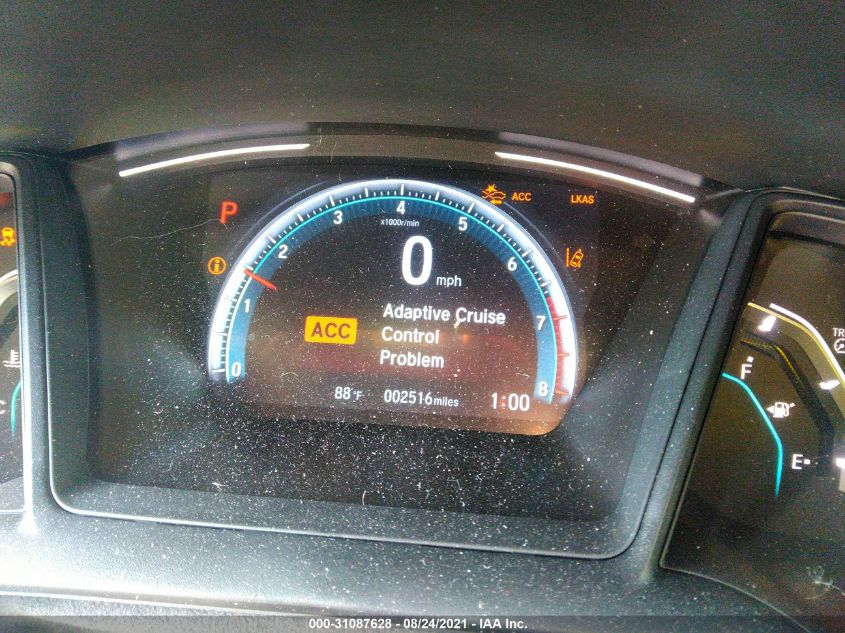 P
ACC
LKAS
0 1 2 3 4 5 6 7 8
x1000r/min
0 mph
ACC
Adaptive Cruise
Control
Problem
88°F 002516 miles 1:00
TR
F
E
C
000-31087628 - 08/24/2021 - IAA Inc.